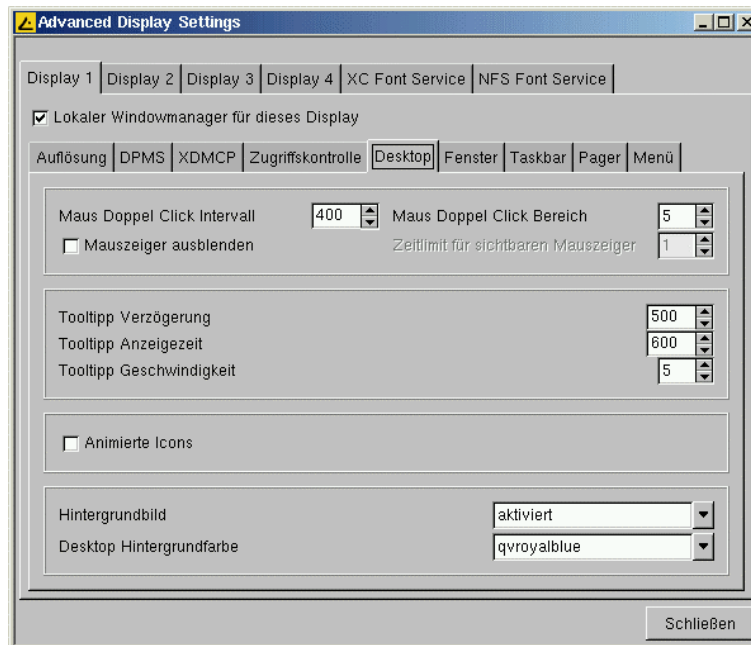 Advanced Display Settings
Display 1 Display 2 Display 3 Display 4 XC Font Service NFS Font Service
Lokaler Windowmanager für dieses Display
Auflösung DPMS XDMCP Zugriffskontrolle Desktop Fenster Taskbar Pager Menü
Maus Doppel Click Intervall 400 Maus Doppel Click Bereich 5
Mauszeiger ausblenden Zeitlimit für sichtbaren Mauszeiger 1
Tooltipp Verzögerung 500
Tooltipp Anzeigezeit 600
Tooltipp Geschwindigkeit 5
Animierte Icons
Hintergrundbild aktiviert
Desktop Hintergrundfarbe qvroyalblue
Schließen